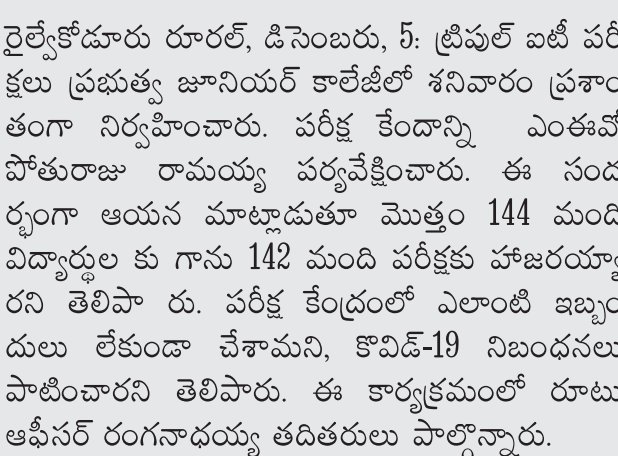 రైల్వేకోడూరు రూరల్, డిసెంబరు, 5: ట్రిపుల్ ఐటీ పరీ
క్షలు ప్రభుత్వ జూనియర్ కాలేజీలో శనివారం ప్రశాం
తంగా నిర్వహించారు. పరీక్ష కేంద్రాన్ని ఎంఈవో
పోతురాజు రామయ్య పర్యవేక్షించారు. ఈ సంద
ర్భంగా ఆయన మాట్లాడుతూ మొత్తం 144 మంది
విద్యార్థుల కు గాను 142 మంది పరీక్షకు హాజరయ్యా
రని తెలిపా రు. పరీక్ష కేంద్రంలో ఎలాంటి ఇబ్బం
దులు లేకుండా చేశామని, కొవిడ్-19 నిబంధనలు
పాటించారని తెలిపారు. ఈ కార్యక్రమంలో రూటు
ఆఫీసర్ రంగనాధయ్య తదితరులు పాల్గొన్నారు.